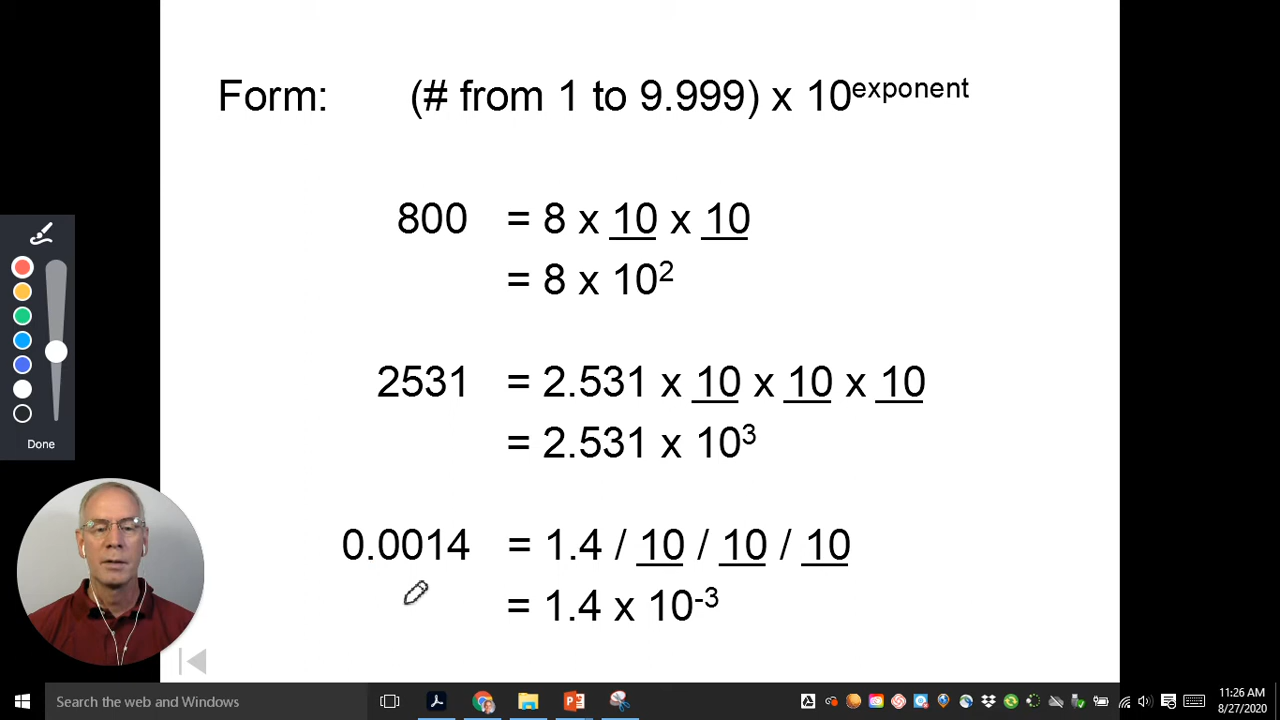 Form: (# from 1 to 9.999) x 10^exponent
800 = 8 x 10 x 10
= 8 x 10²
2531 = 2.531 x 10 x 10 x 10
= 2.531 x 10³
Done
0.0014 = 1.4 / 10 / 10 / 10
= 1.4 x 10⁻³
Search the web and Windows
11:26 AM
8/27/2020